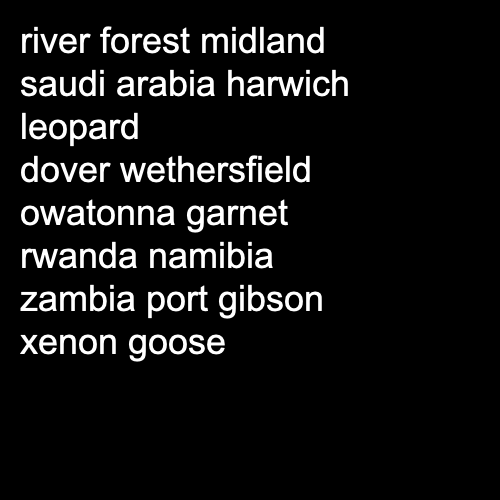 river forest midland
saudi arabia harwich
leopard
dover wethersfield
owatonna garnet
rwanda namibia
zambia port gibson
xenon goose